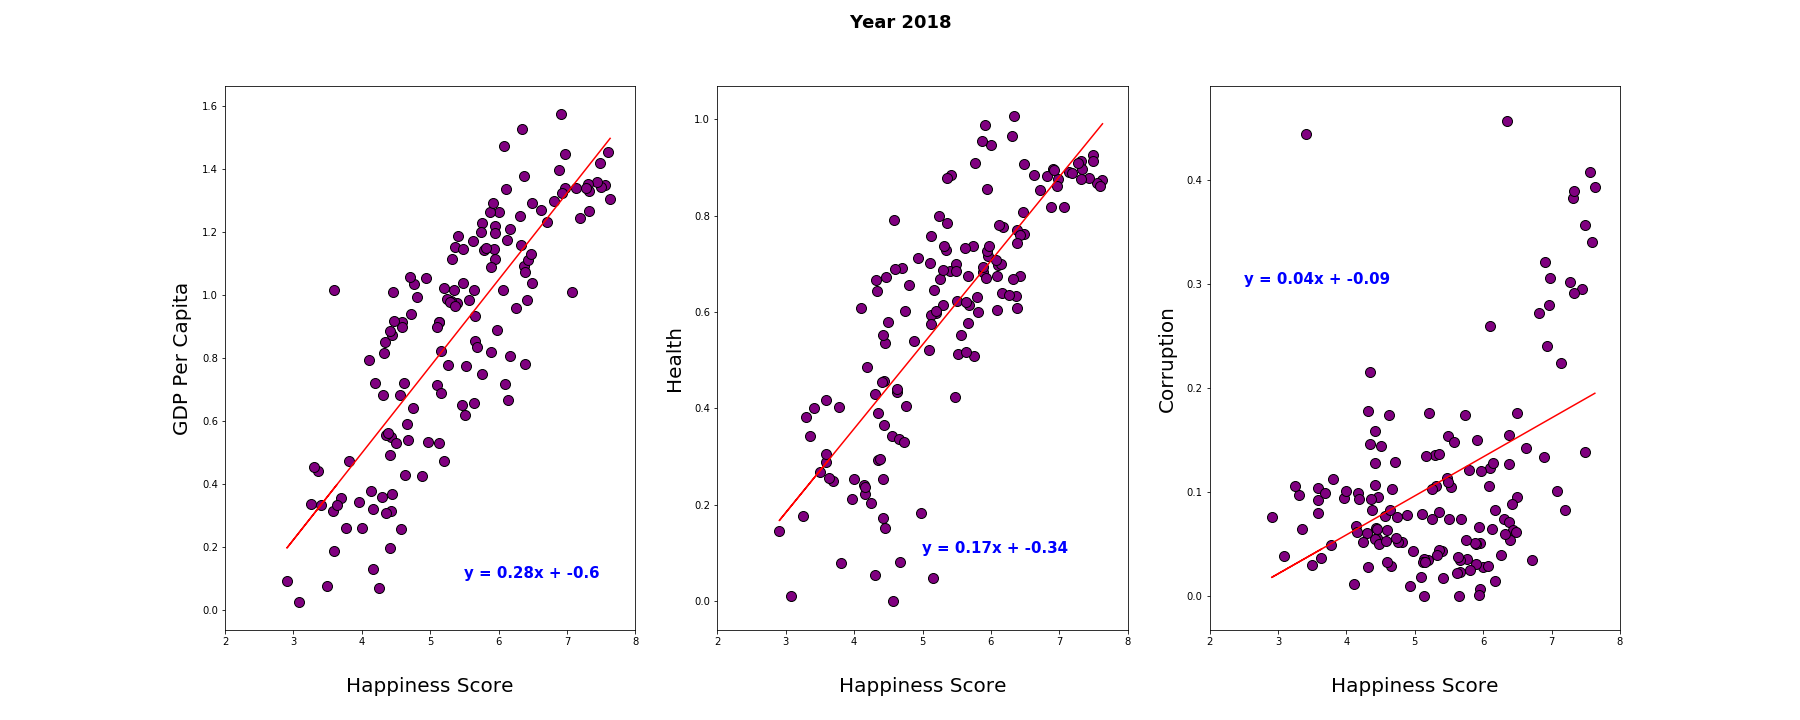 Year 2018
GDP Per Capita
1.6
1.4
1.2
1.0
0.8
0.6
0.4
0.2
0.0
y = 0.28x + -0.6
2 3 4 5 6 7 8
Happiness Score
Health
1.0
0.8
0.6
0.4
0.2
0.0
y = 0.17x + -0.34
2 3 4 5 6 7 8
Happiness Score
Corruption
0.4
0.3
0.2
0.1
0.0
y = 0.04x + -0.09
2 3 4 5 6 7 8
Happiness Score